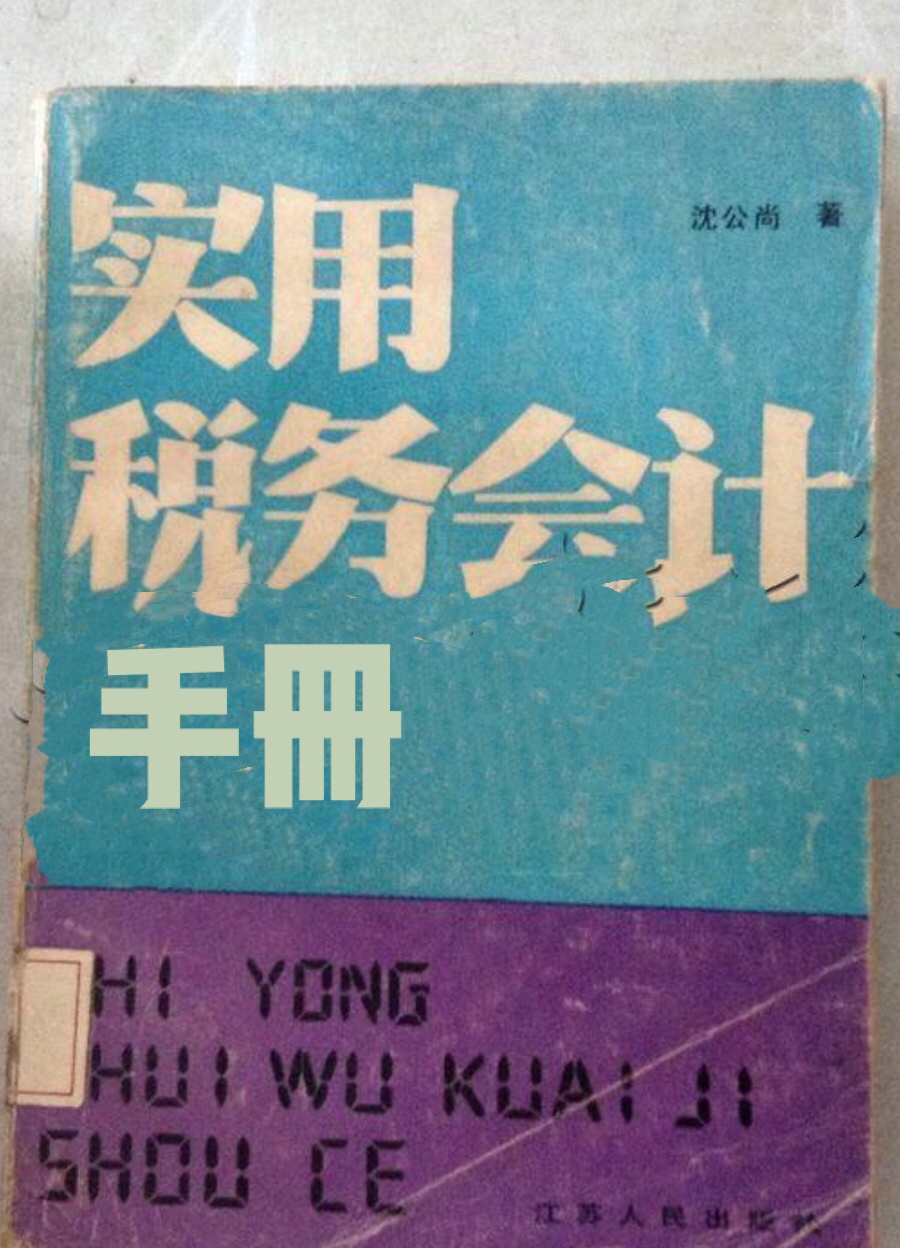 沈公尚 著
实用
税务会计
手冊
HI YONG
HUI WU KUAI JI
SHOU CE
江苏人民出版社